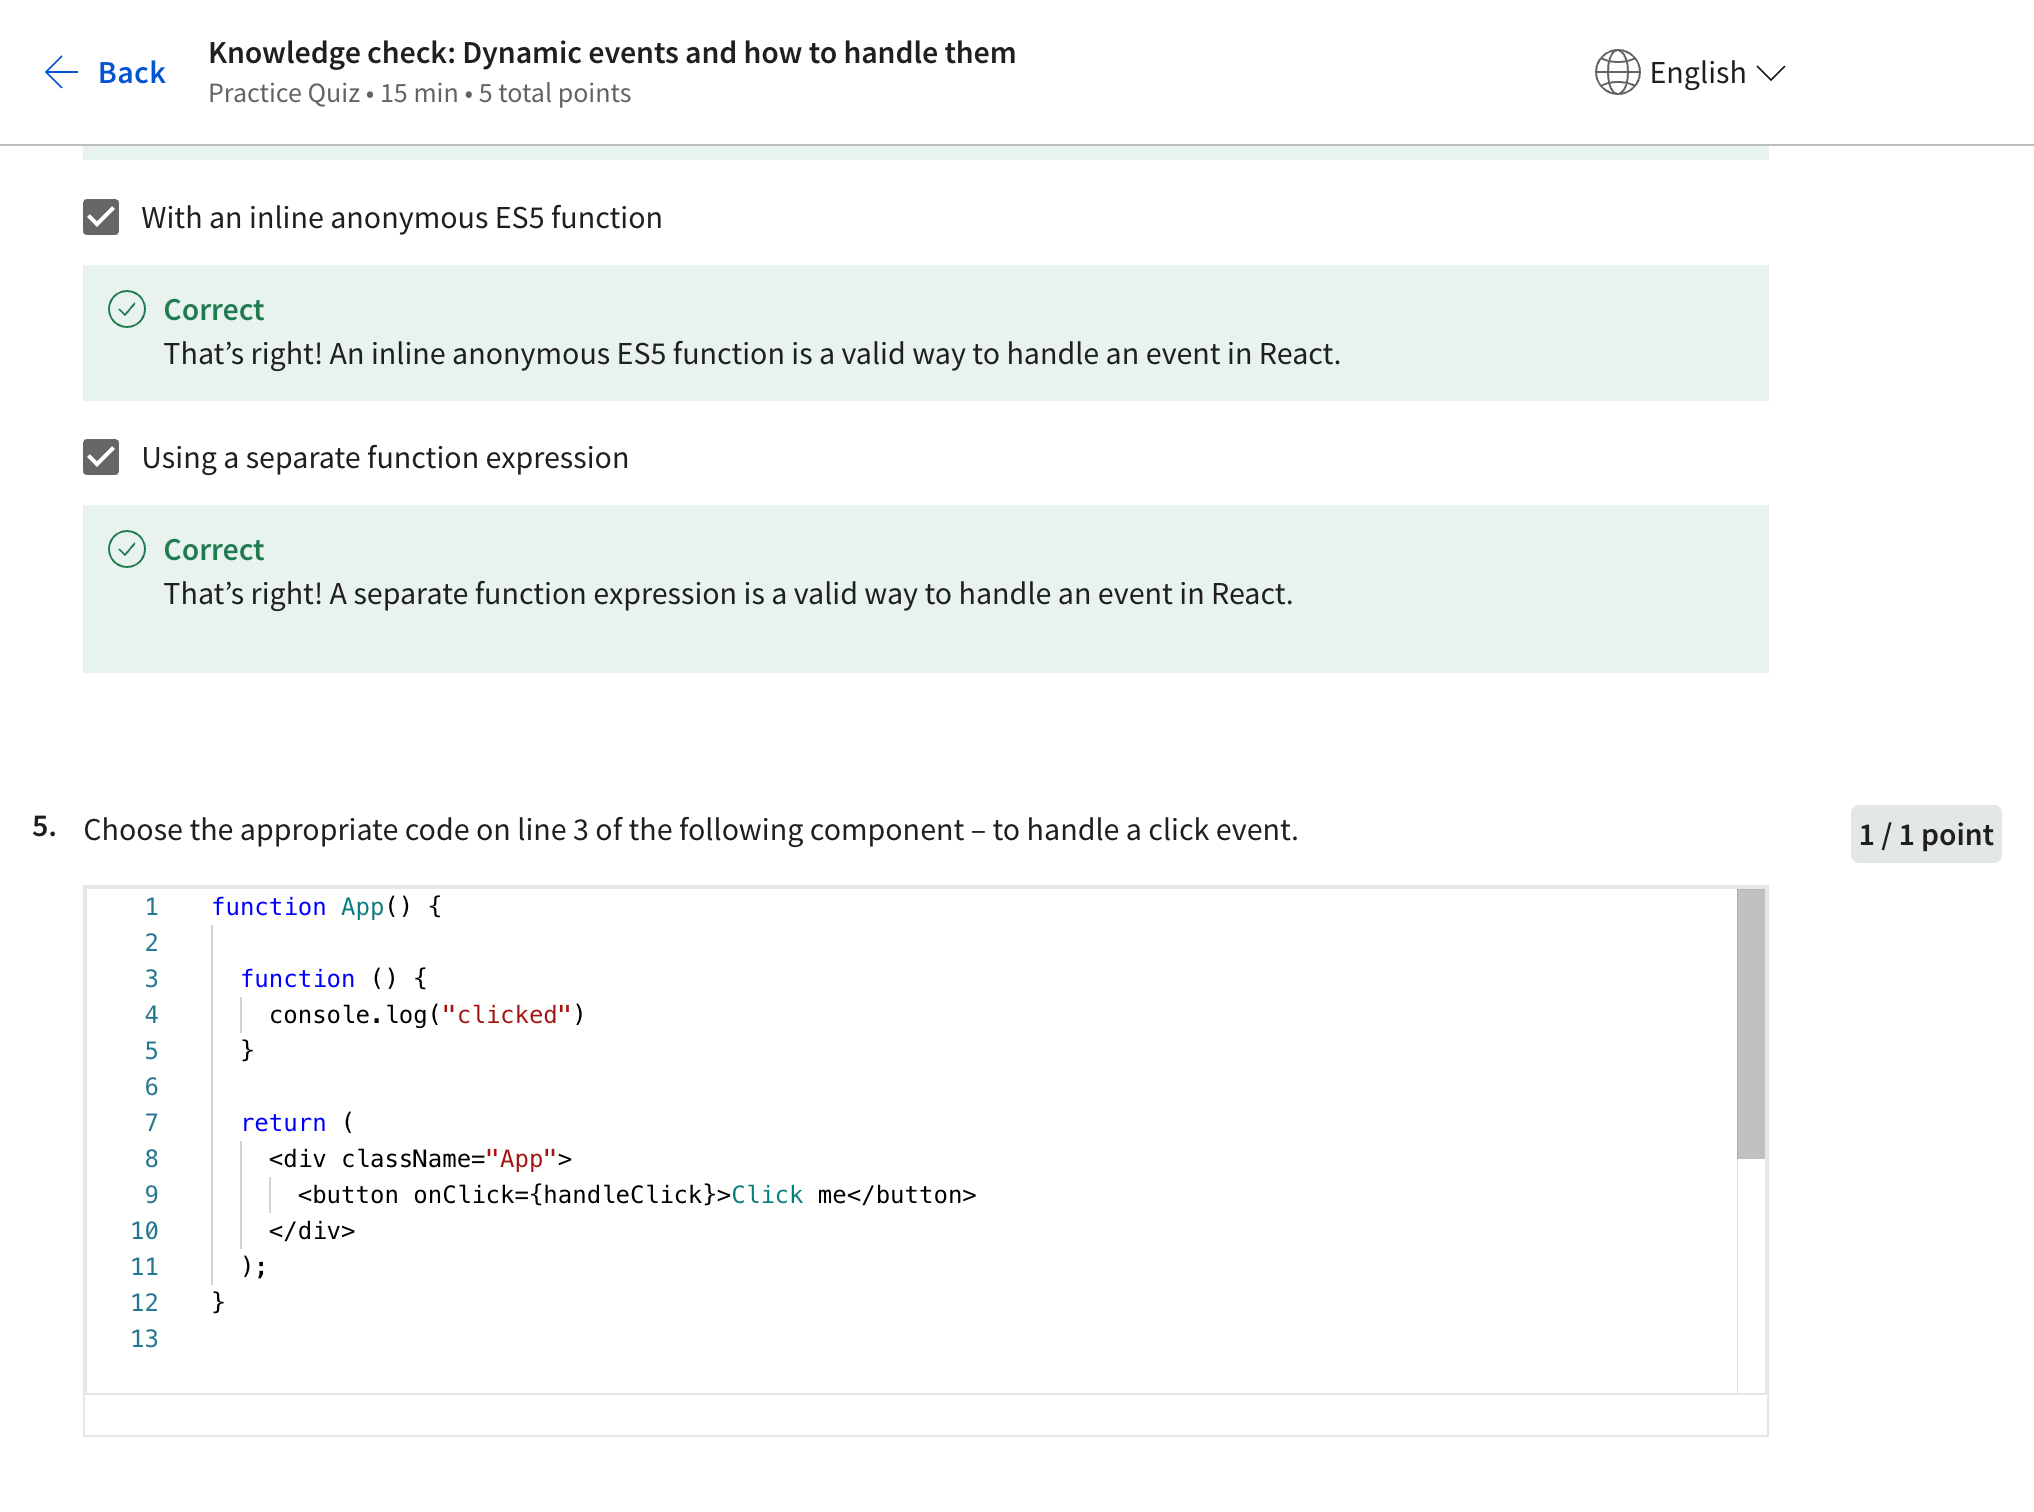 Back
Knowledge check: Dynamic events and how to handle them
Practice Quiz • 15 min • 5 total points
English
With an inline anonymous ES5 function
Correct
That’s right! An inline anonymous ES5 function is a valid way to handle an event in React.
Using a separate function expression
Correct
That’s right! A separate function expression is a valid way to handle an event in React.
5. Choose the appropriate code on line 3 of the following component – to handle a click event.
1 / 1 point
1 function App() {
2
3   function () {
4     console.log("clicked")
5   }
6
7   return (
8     <div className="App">
9       <button onClick={handleClick}>Click me</button>
10     </div>
11   );
12 }
13